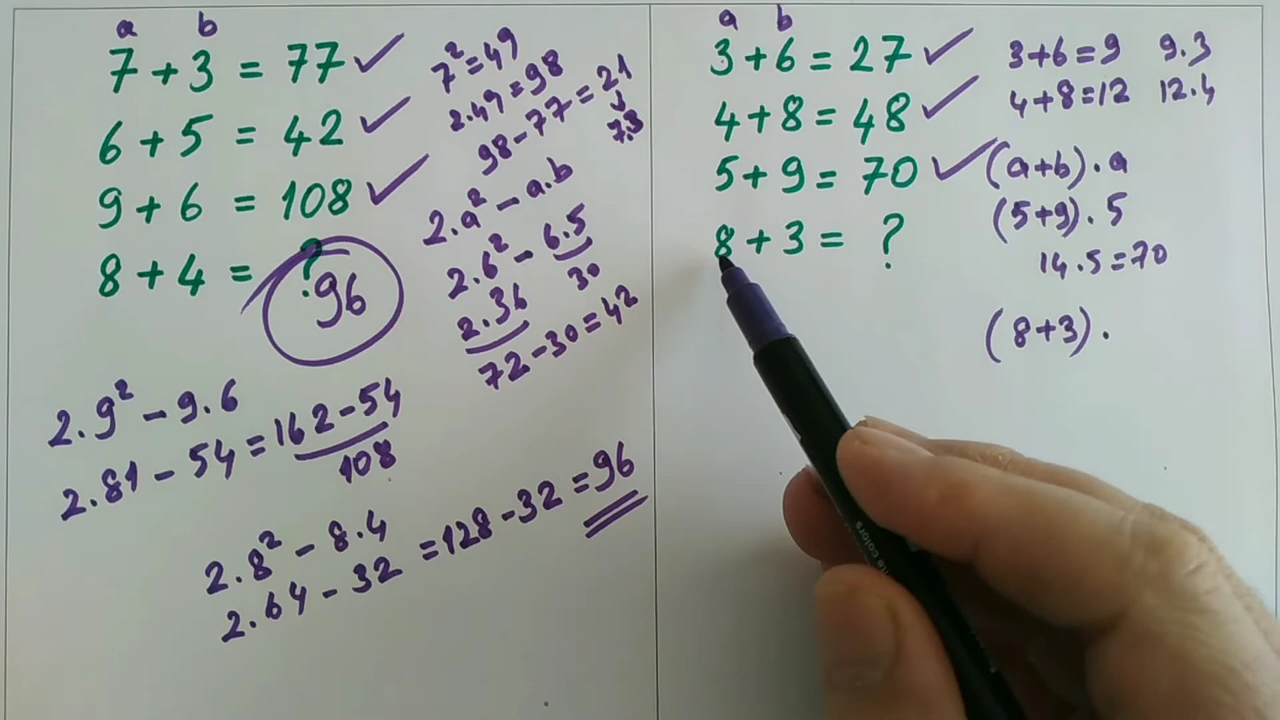 a b
7 + 3 = 77 ✓
6 + 5 = 42 ✓
9 + 6 = 108 ✓
8 + 4 = ?
96
7² = 49
2.49 = 98
98 - 77 = 21
7.3
2.a² - a.b
2.6² - 6.5
30
2.36
72 - 30 = 42
2.9² - 9.6
2.81 - 54 = 162 - 54
108
2.8² - 8.4
2.64 - 32 = 128 - 32 = 96
a b
3 + 6 = 27 ✓
4 + 8 = 48 ✓
5 + 9 = 70 ✓
8 + 3 = ?
3+6=9 9.3
4+8=12 12.4
(a+b).a
(5+9).5
14.5=70
(8+3).
colors